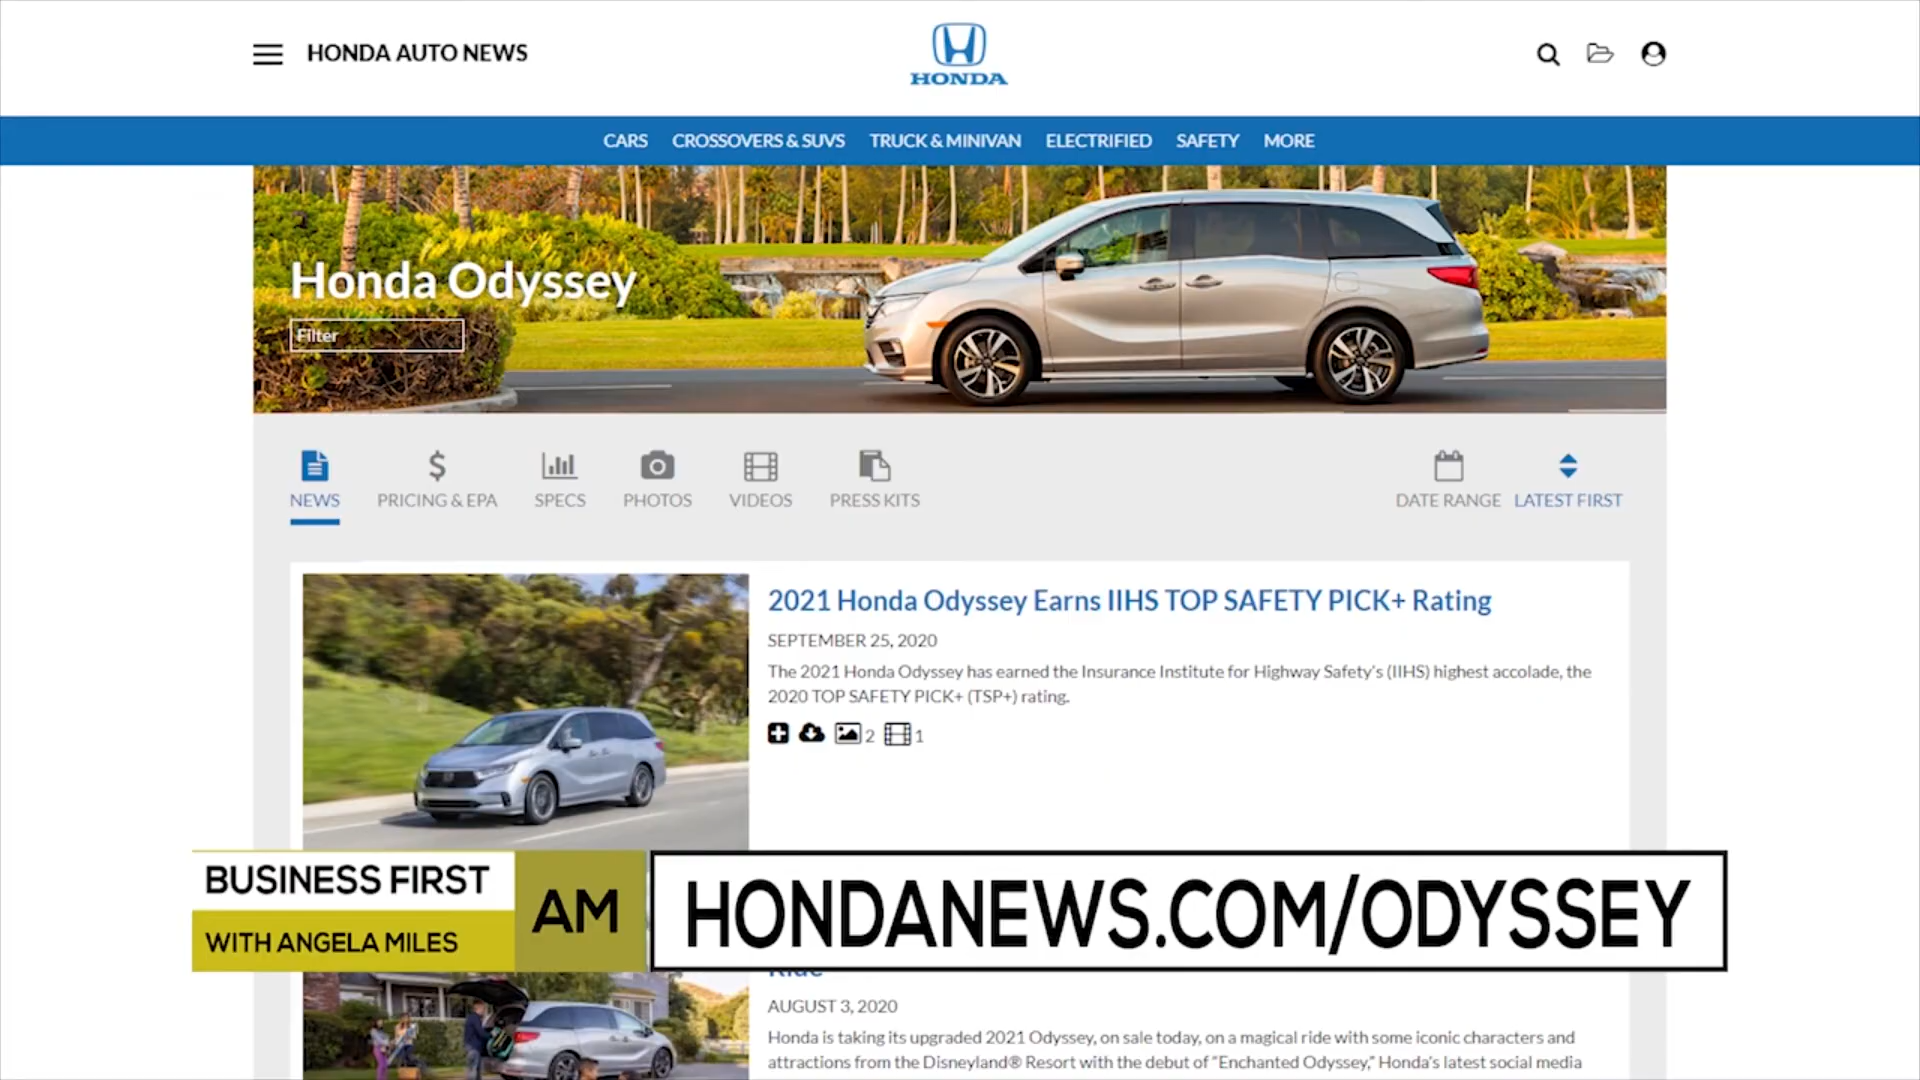 HONDA AUTO NEWS
HONDA
CARS CROSSOVERS & SUVS TRUCK & MINIVAN ELECTRIFIED SAFETY MORE
Honda Odyssey
Filter
NEWS PRICING & EPA SPECS PHOTOS VIDEOS PRESS KITS DATE RANGE LATEST FIRST
2021 Honda Odyssey Earns IIHS TOP SAFETY PICK+ Rating
SEPTEMBER 25, 2020
The 2021 Honda Odyssey has earned the Insurance Institute for Highway Safety's (IIHS) highest accolade, the
2020 TOP SAFETY PICK+ (TSP+) rating.
2 1
BUSINESS FIRST
WITH ANGELA MILES
AM
HONDANEWS.COM/ODYSSEY
Ride
AUGUST 3, 2020
Honda is taking its upgraded 2021 Odyssey, on sale today, on a magical ride with some iconic characters and
attractions from the Disneyland® Resort with the debut of "Enchanted Odyssey," Honda's latest social media